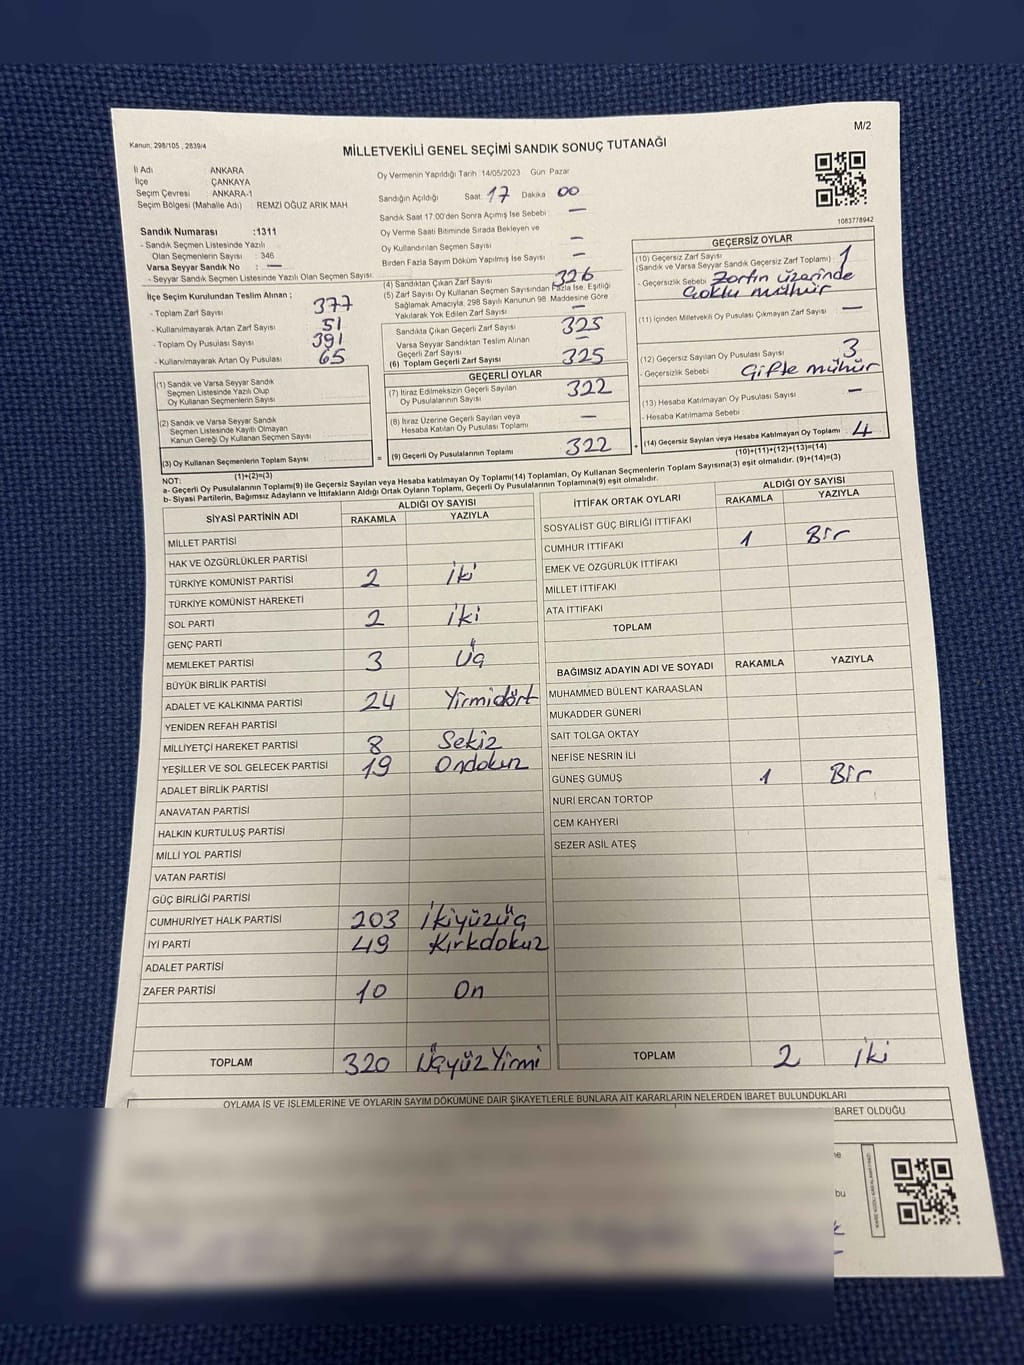 M/2
Kanun; 298/105 , 2839/4
MİLLETVEKİLİ GENEL SEÇİMİ SANDIK SONUÇ TUTANAĞI
İl Adı : ANKARA
İlçe : ÇANKAYA
Seçim Çevresi : ANKARA-1
Seçim Bölgesi (Mahalle Adı) : REMZI OĞUZ ARIK MAH
Sandık Numarası :1311
- Sandık Seçmen Listesinde Yazılı
Olan Seçmenlerin Sayısı : 346
Varsa Seyyar Sandık No : —
- Seyyar Sandık Seçmen Listesinde Yazılı Olan Seçmen Sayısı:
Oy Vermenin Yapıldığı Tarih :14/05/2023 Gün: Pazar
Sandığın Açıldığı Saat: 17 Dakika 00
Sandık Saat 17:00'den Sonra Açımış İse Sebebi —
Oy Verme Saati Bitiminde Sırada Bekleyen ve
Oy Kullandırılan Seçmen Sayısı —
Birden Fazla Sayım Döküm Yapılmış İse Sayısı —
1083778942
İlçe Seçim Kurulundan Teslim Alınan ;
- Toplam Zarf Sayısı 377
- Kullanılmayarak Artan Zarf Sayısı 51
- Toplam Oy Pusulası Sayısı 391
- Kullanılmayarak Artan Oy Pusulası 65
(1) Sandık ve Varsa Seyyar Sandık
Seçmen Listesinde Yazılı Olup
Oy Kullanan Seçmenlerin Sayısı
(2) Sandık ve Varsa Seyyar Sandık
Seçmen Listesinde Kayıtlı Olmayan
Kanun Gereği Oy Kullanan Seçmen Sayısı
(3) Oy Kullanan Seçmenlerin Toplam Sayısı
(1)+(2)=(3)
(4) Sandıktan Çıkan Zarf Sayısı 326
(5) Zarf Sayısı Oy Kullanan Seçmen Sayısından Fazla İse, Eşitliği
Sağlamak Amacıyla, 298 Sayılı Kanunun 98. Maddesine Göre
Yakılarak Yok Edilen Zarf Sayısı —
Sandıkta Çıkan Geçerli Zarf Sayısı 325
Varsa Seyyar Sandıktan Teslim Alınan
Geçerli Zarf Sayısı —
(6) Toplam Geçerli Zarf Sayısı 325
GEÇERLİ OYLAR
(7) İtiraz Edilmeksizin Geçerli Sayılan
Oy Pusulalarının Sayısı 322
(8) İtiraz Üzerine Geçerli Sayılan veya
Hesaba Katılan Oy Pusulası Toplamı —
= (9) Geçerli Oy Pusulalarının Toplamı 322 +
GEÇERSİZ OYLAR
(10) Geçersiz Zarf Sayısı
(Sandık ve Varsa Seyyar Sandık Geçersiz Zarf Toplamı) 1
- Geçersizlik Sebebi Zarfın üzerinde
Çoklu mühür
(11) İçinden Milletvekili Oy Pusulası Çıkmayan Zarf Sayısı —
(12) Geçersiz Sayılan Oy Pusulası Sayısı 3
- Geçersizlik Sebebi Çifte mühür
(13) Hesaba Katılmayan Oy Pusulası Sayısı —
- Hesaba Katılmama Sebebi
(14) Geçersiz Sayılan veya Hesaba Katılmayan Oy Toplamı 4
(10)+(11)+(12)+(13)=(14)
NOT:
a- Geçerli Oy Pusulalarının Toplamı(9) ile Geçersiz Sayılan veya Hesaba katılmayan Oy Toplamı(14) Toplamları, Oy Kullanan Seçmenlerin Toplam Sayısına(3) eşit olmalıdır. (9)+(14)=(3)
b- Siyasi Partilerin, Bağımsız Adayların ve İttifakların Aldığı Ortak Oyların Toplamı, Geçerli Oy Pusulalarının Toplamına(9) eşit olmalıdır.
SİYASİ PARTİNİN ADI ALDIĞI OY SAYISI
RAKAMLA YAZIYLA
MİLLET PARTİSİ
HAK VE ÖZGÜRLÜKLER PARTİSİ
TÜRKİYE KOMÜNİST PARTİSİ 2 iki
TÜRKİYE KOMÜNİST HAREKETİ
SOL PARTİ 2 iki
GENÇ PARTİ
MEMLEKET PARTİSİ 3 Üç
BÜYÜK BİRLİK PARTİSİ
ADALET VE KALKINMA PARTİSİ 24 Yirmidört
YENİDEN REFAH PARTİSİ
MİLLİYETÇİ HAREKET PARTİSİ 8 Sekiz
YEŞİLLER VE SOL GELECEK PARTİSİ 19 Ondokuz
ADALET BİRLİK PARTİSİ
ANAVATAN PARTİSİ
HALKIN KURTULUŞ PARTİSİ
MİLLİ YOL PARTİSİ
VATAN PARTİSİ
GÜÇ BİRLİĞİ PARTİSİ
CUMHURİYET HALK PARTİSİ 203 İkiyüzüç
İYİ PARTİ 49 Kırkdokuz
ADALET PARTİSİ
ZAFER PARTİSİ 10 On
TOPLAM 320 Üçyüz Yirmi
İTTİFAK ORTAK OYLARI ALDIĞI OY SAYISI
RAKAMLA YAZIYLA
SOSYALİST GÜÇ BİRLİĞİ İTTİFAKI
CUMHUR İTTİFAKI 1 Bir
EMEK VE ÖZGÜRLÜK İTTİFAKI
MİLLET İTTİFAKI
ATA İTTİFAKI
TOPLAM
BAĞIMSIZ ADAYIN ADI VE SOYADI RAKAMLA YAZIYLA
MUHAMMED BÜLENT KARAASLAN
MUKADDER GÜNERİ
SAİT TOLGA OKTAY
NEFİSE NESRİN İLİ
GÜNEŞ GÜMÜŞ 1 Bir
NURİ ERCAN TORTOP
CEM KAHYERİ
SEZER ASİL ATEŞ
TOPLAM 2 iki
OYLAMA İŞ VE İŞLEMLERİNE VE OYLARIN SAYIM DÖKÜMÜNE DAİR ŞİKAYETLERLE BUNLARA AİT KARARLARIN NELERDEN İBARET BULUNDUKLARI
BARET OLDUĞU
bu